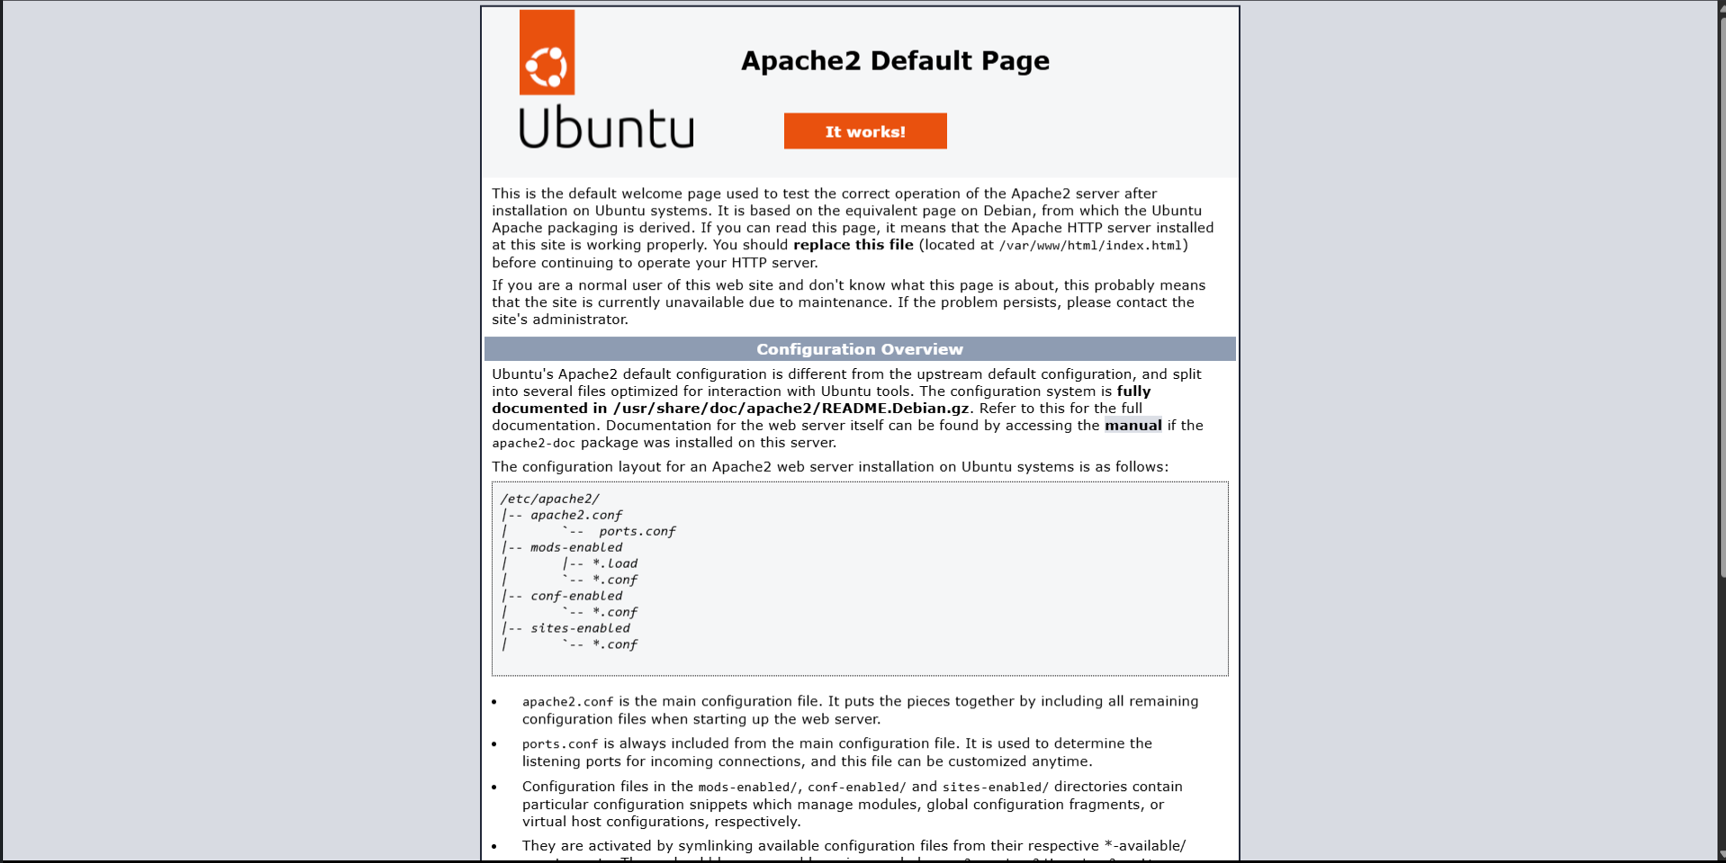 Apache2 Default Page
Ubuntu
It works!
This is the default welcome page used to test the correct operation of the Apache2 server after
installation on Ubuntu systems. It is based on the equivalent page on Debian, from which the Ubuntu
Apache packaging is derived. If you can read this page, it means that the Apache HTTP server installed
at this site is working properly. You should replace this file (located at /var/www/html/index.html)
before continuing to operate your HTTP server.
If you are a normal user of this web site and don't know what this page is about, this probably means
that the site is currently unavailable due to maintenance. If the problem persists, please contact the
site's administrator.
Configuration Overview
Ubuntu's Apache2 default configuration is different from the upstream default configuration, and split
into several files optimized for interaction with Ubuntu tools. The configuration system is fully
documented in /usr/share/doc/apache2/README.Debian.gz. Refer to this for the full
documentation. Documentation for the web server itself can be found by accessing the manual if the
apache2-doc package was installed on this server.
The configuration layout for an Apache2 web server installation on Ubuntu systems is as follows:
/etc/apache2/
|-- apache2.conf
|       `--  ports.conf
|-- mods-enabled
|       |-- *.load
|       `-- *.conf
|-- conf-enabled
|       `-- *.conf
|-- sites-enabled
|       `-- *.conf
• apache2.conf is the main configuration file. It puts the pieces together by including all remaining
configuration files when starting up the web server.
• ports.conf is always included from the main configuration file. It is used to determine the
listening ports for incoming connections, and this file can be customized anytime.
• Configuration files in the mods-enabled/, conf-enabled/ and sites-enabled/ directories contain
particular configuration snippets which manage modules, global configuration fragments, or
virtual host configurations, respectively.
• They are activated by symlinking available configuration files from their respective *-available/